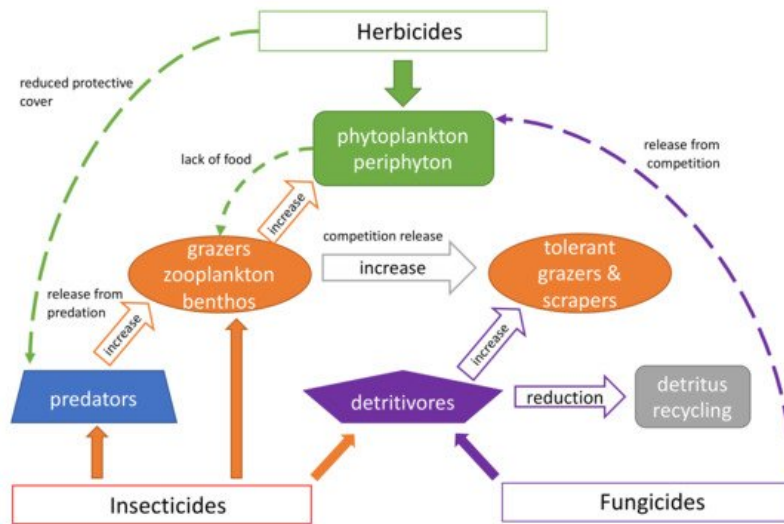 Herbicides
reduced protective
cover
phytoplankton
periphyton
release from
competition
lack of food
increase
grazers
zooplankton
benthos
competition release
increase
tolerant
grazers &
scrapers
release from
predation
increase
increase
predators
detritivores
reduction
detritus
recycling
Insecticides
Fungicides